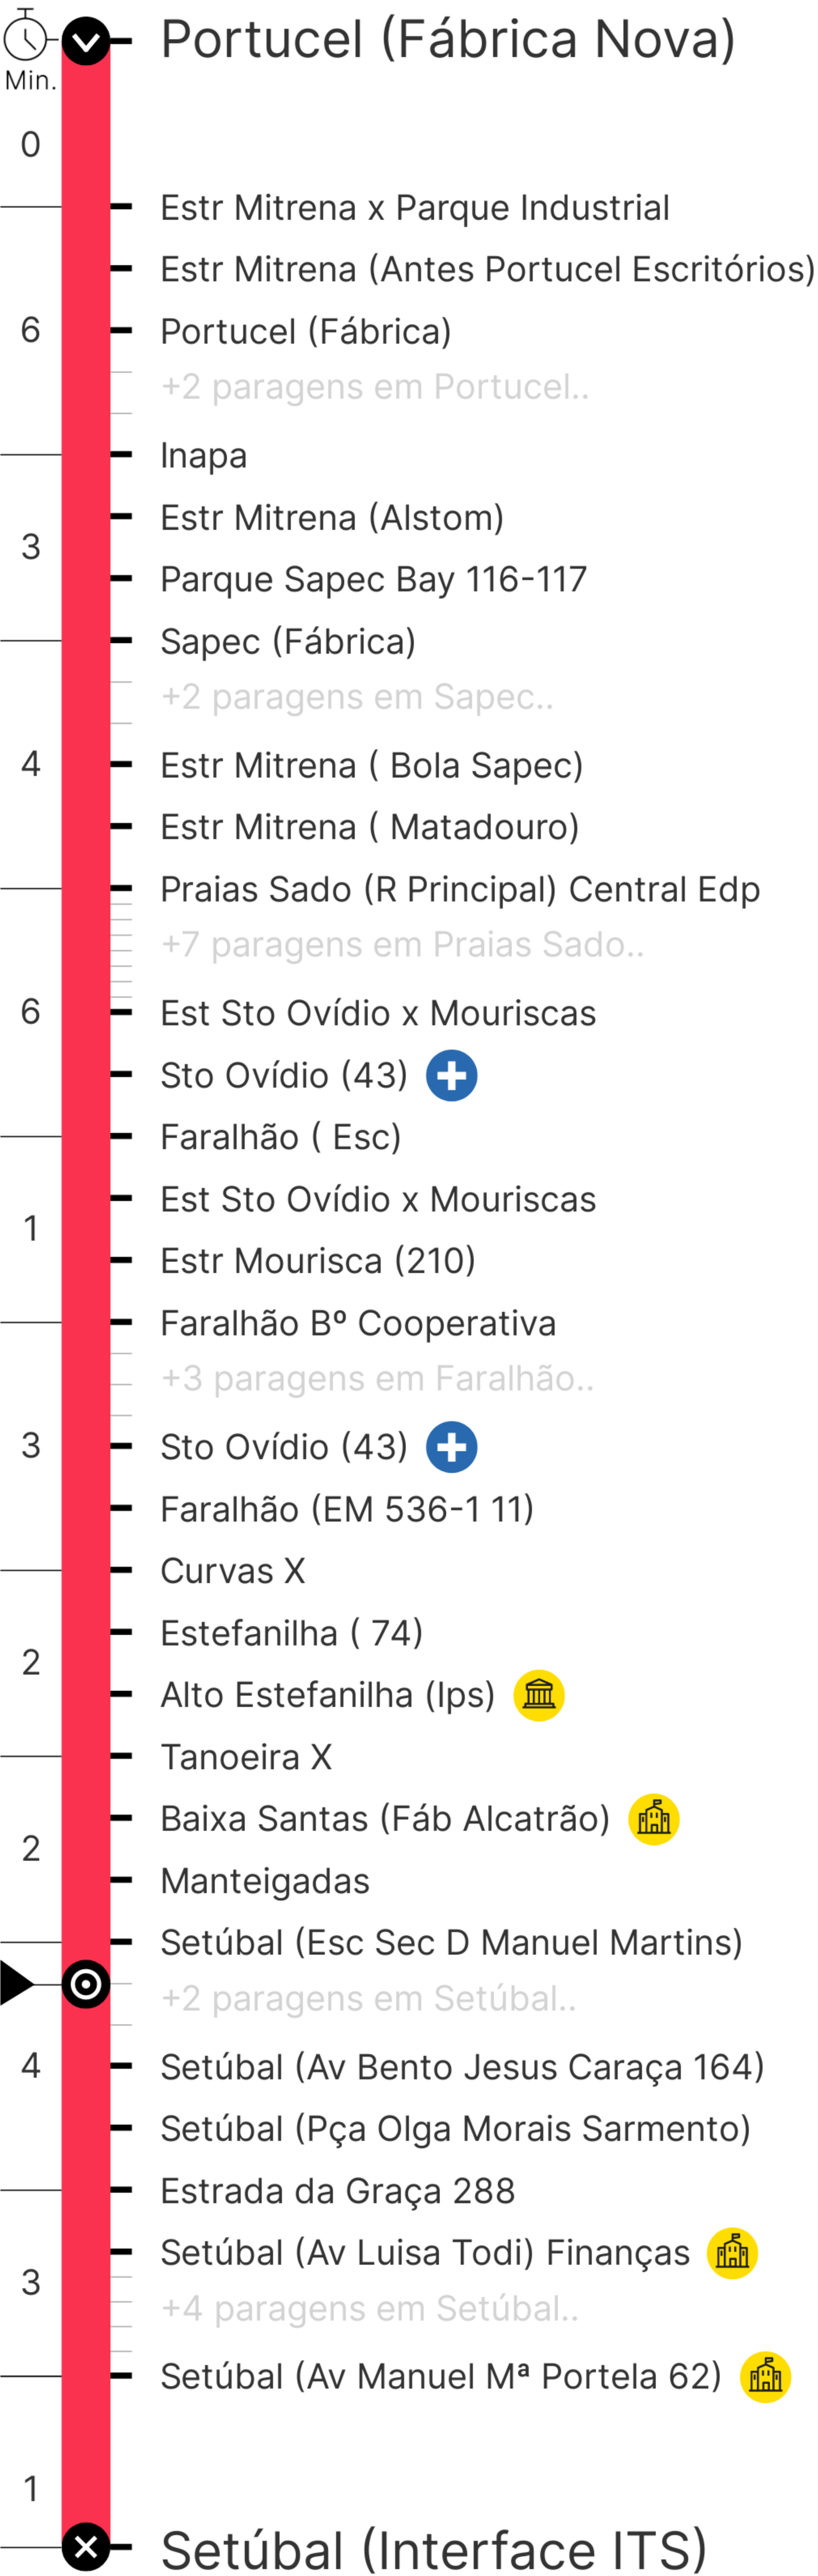 Portucel (Fábrica Nova)
Min.
0
Estr Mitrena x Parque Industrial
Estr Mitrena (Antes Portucel Escritórios)
6
Portucel (Fábrica)
+2 paragens em Portucel..
Inapa
Estr Mitrena (Alstom)
3
Parque Sapec Bay 116-117
Sapec (Fábrica)
+2 paragens em Sapec..
4
Estr Mitrena ( Bola Sapec)
Estr Mitrena ( Matadouro)
Praias Sado (R Principal) Central Edp
+7 paragens em Praias Sado..
6
Est Sto Ovídio x Mouriscas
Sto Ovídio (43)
Faralhão ( Esc)
Est Sto Ovídio x Mouriscas
1
Estr Mourisca (210)
Faralhão Bº Cooperativa
+3 paragens em Faralhão..
3
Sto Ovídio (43)
Faralhão (EM 536-1 11)
Curvas X
Estefanilha ( 74)
2
Alto Estefanilha (Ips)
Tanoeira X
Baixa Santas (Fáb Alcatrão)
2
Manteigadas
Setúbal (Esc Sec D Manuel Martins)
+2 paragens em Setúbal..
4
Setúbal (Av Bento Jesus Caraça 164)
Setúbal (Pça Olga Morais Sarmento)
Estrada da Graça 288
Setúbal (Av Luisa Todi) Finanças
3
+4 paragens em Setúbal..
Setúbal (Av Manuel Mª Portela 62)
1
Setúbal (Interface ITS)